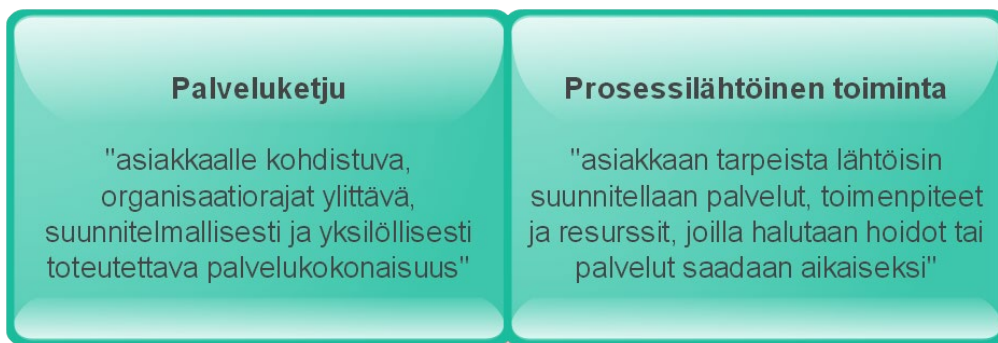 Palveluketju
"asiakkaalle kohdistuva,
organisaatiorajat ylittävä,
suunnitelmallisesti ja yksilöllisesti
toteutettava palvelukokonaisuus"
Prosessilähtöinen toiminta
"asiakkaan tarpeista lähtöisin
suunnitellaan palvelut, toimenpiteet
ja resurssit, joilla halutaan hoidot tai
palvelut saadaan aikaiseksi"